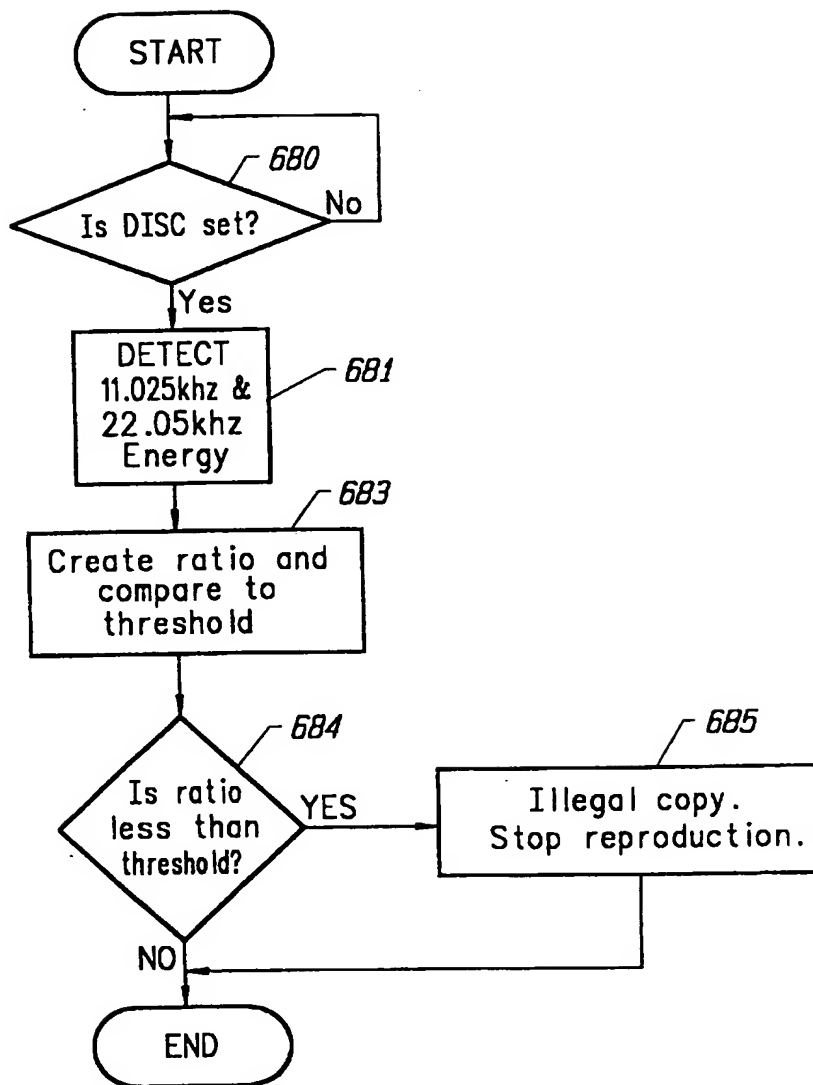 START
680
Is DISC set?
No
Yes
DETECT
11.025khz &
22.05khz
Energy
681
683
Create ratio and
compare to
threshold
684
Is ratio
less than
threshold?
YES
685
Illegal copy.
Stop reproduction.
NO
END